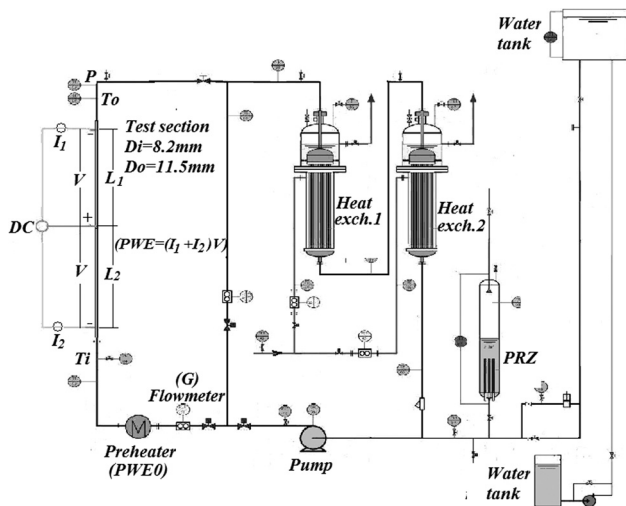 Water
tank
P
To
Test section
Di=8.2mm
Do=11.5mm
I1
V
L1
DC
+
(PWE=(I1+I2)V)
V
L2
I2
Ti
Heat
exch.1
Heat
exch.2
PRZ
(G)
Flowmeter
M
Preheater
(PWE0)
Pump
Water
tank